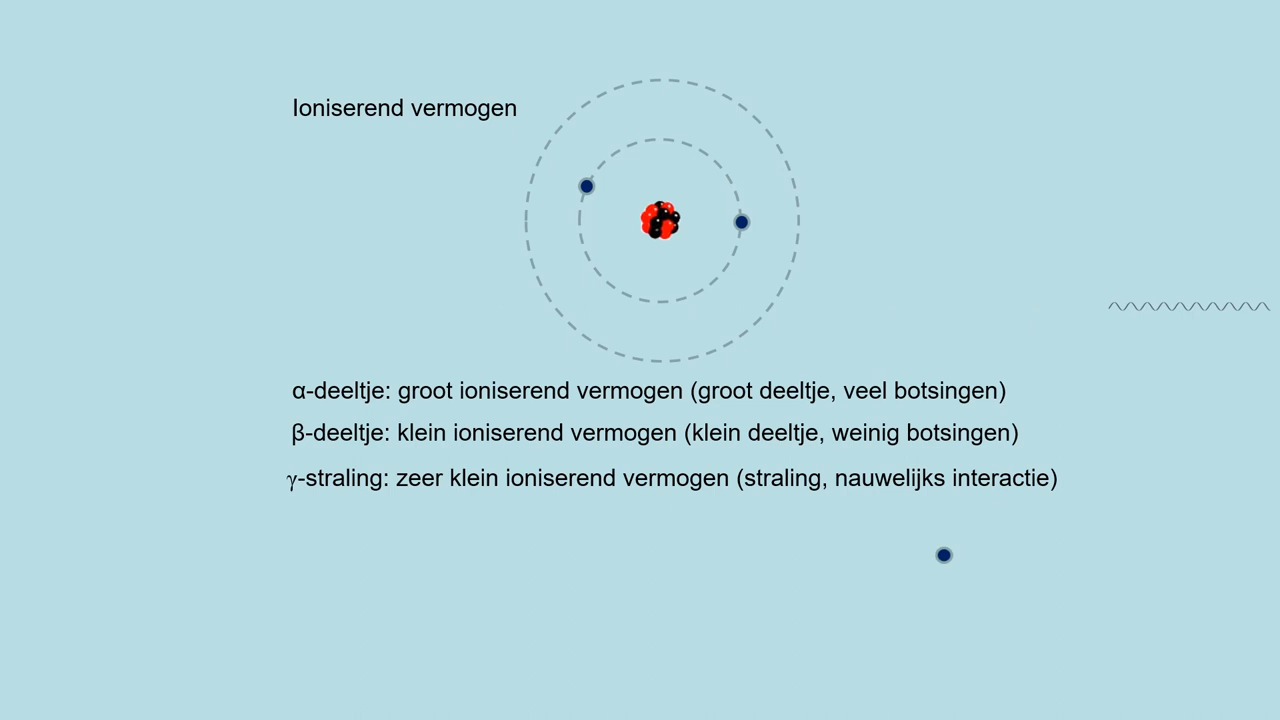 Ioniserend vermogen
α-deeltje: groot ioniserend vermogen (groot deeltje, veel botsingen)
β-deeltje: klein ioniserend vermogen (klein deeltje, weinig botsingen)
γ-straling: zeer klein ioniserend vermogen (straling, nauwelijks interactie)